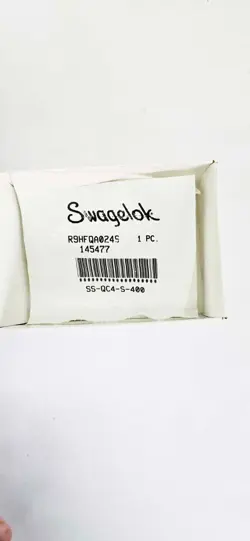 Swagelok
R9HFQA0245 1 PC.
145477
SS-QC4-S-400